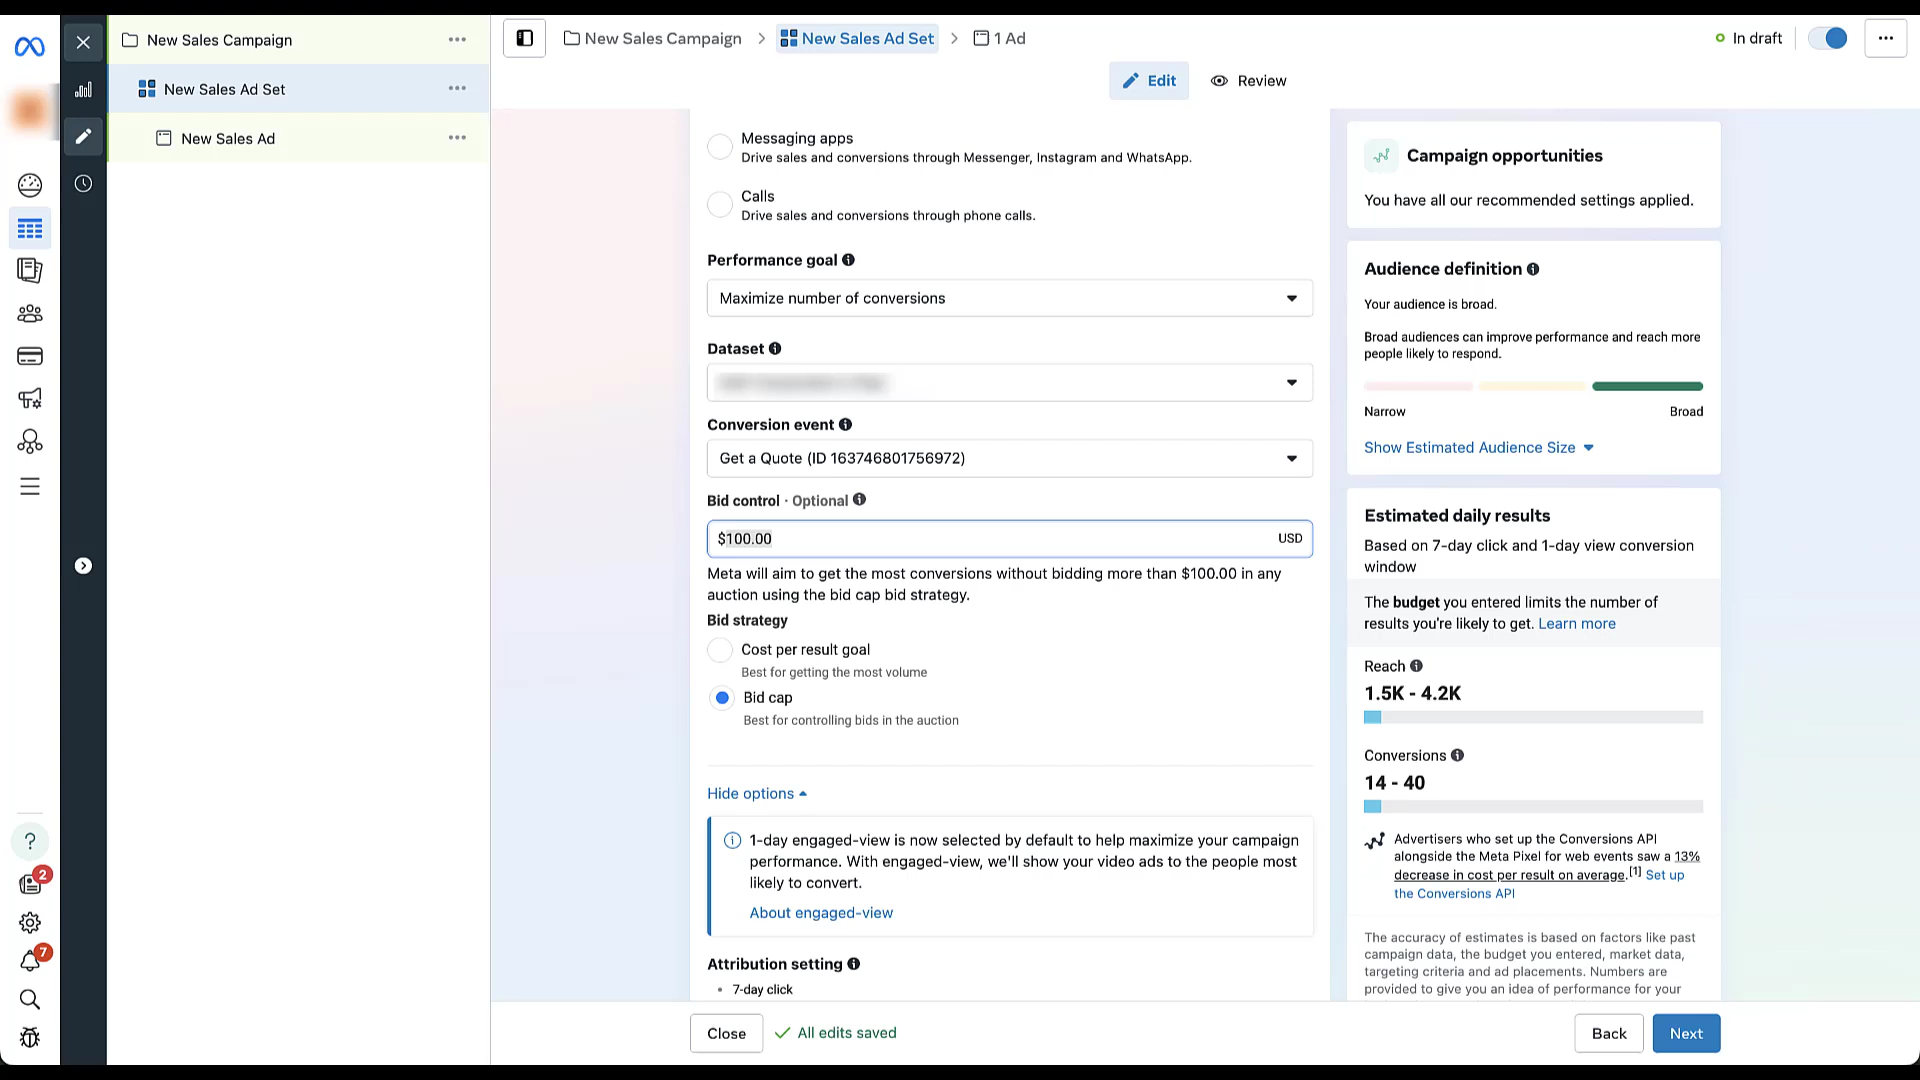 New Sales Campaign
New Sales Ad Set
New Sales Ad
2
7
New Sales Campaign
New Sales Ad Set
1 Ad
In draft
Edit
Review
Messaging apps
Drive sales and conversions through Messenger, Instagram and WhatsApp.
Calls
Drive sales and conversions through phone calls.
Performance goal
Maximize number of conversions
Dataset
Conversion event
Get a Quote (ID 163746801756972)
Bid control · Optional
$100.00
USD
Meta will aim to get the most conversions without bidding more than $100.00 in any
auction using the bid cap bid strategy.
Bid strategy
Cost per result goal
Best for getting the most volume
Bid cap
Best for controlling bids in the auction
Hide options
1-day engaged-view is now selected by default to help maximize your campaign
performance. With engaged-view, we'll show your video ads to the people most
likely to convert.
About engaged-view
Attribution setting
• 7-day click
Close
All edits saved
Back
Next
Campaign opportunities
You have all our recommended settings applied.
Audience definition
Your audience is broad.
Broad audiences can improve performance and reach more
people likely to respond.
Narrow
Broad
Show Estimated Audience Size
Estimated daily results
Based on 7-day click and 1-day view conversion
window
The budget you entered limits the number of
results you're likely to get. Learn more
Reach
1.5K - 4.2K
Conversions
14 - 40
Advertisers who set up the Conversions API
alongside the Meta Pixel for web events saw a 13%
decrease in cost per result on average.[1] Set up
the Conversions API
The accuracy of estimates is based on factors like past
campaign data, the budget you entered, market data,
targeting criteria and ad placements. Numbers are
provided to give you an idea of performance for your